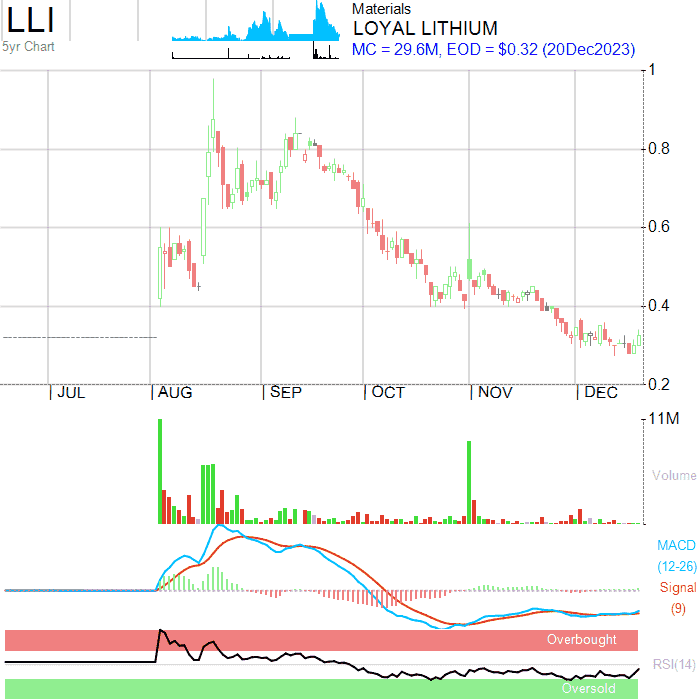 LLI
5yr Chart
Materials
LOYAL LITHIUM
MC = 29.6M, EOD = $0.32 (20Dec2023)
1
0.8
0.6
0.4
0.2
JUL AUG SEP OCT NOV DEC
11M
Volume
MACD
(12-26)
Signal
(9)
Overbought
RSI(14)
Oversold